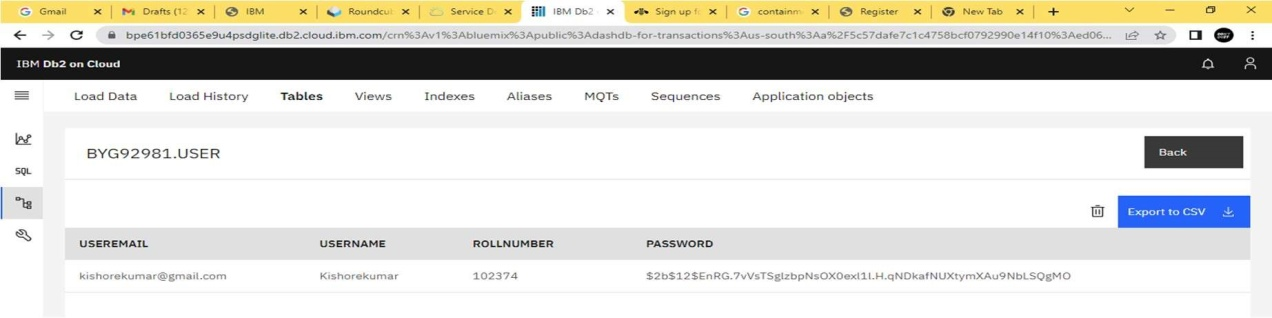 Gmail
Drafts (12
IBM
Roundcub
Service D
IBM Db2
Sign up f
containm
Register
New Tab
bpe61bfd0365e9u4psdglite.db2.cloud.ibm.com/crn%3Av1%3Abluemix%3Apublic%3Adashdb-for-transactions%3Aus-south%3Aa%2F5c57dafe7c1c4758bcf0792990e14f10%3Aed06...
IBM Db2 on Cloud
Load Data Load History Tables Views Indexes Aliases MQTs Sequences Application objects
BYG92981.USER
Back
SQL
Export to CSV
USEREMAIL USERNAME ROLLNUMBER PASSWORD
kishorekumar@gmail.com Kishorekumar 102374 $2b$12$EnRG.7vVsTSgIzbpNsOX0exI1I.H.qNDkafNUXtymXAu9NbLSQgMO